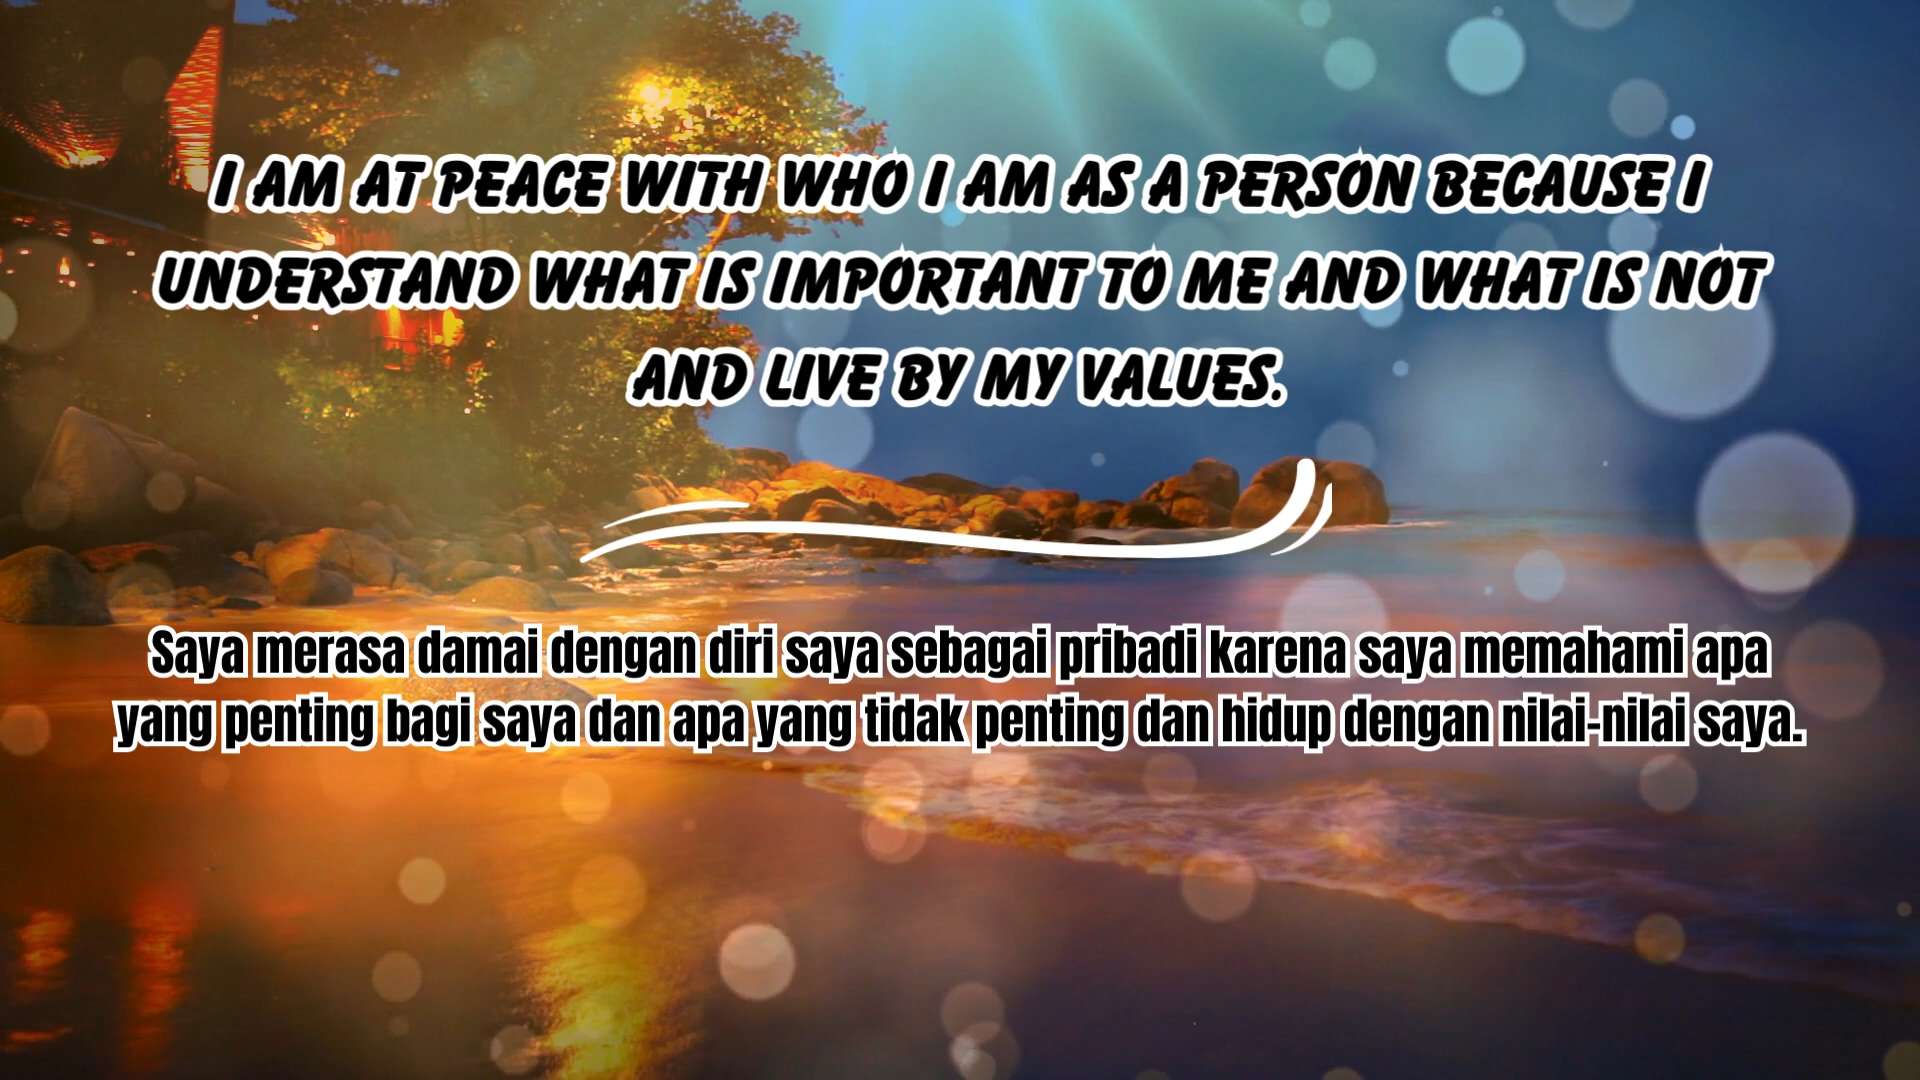 I AM AT PEACE WITH WHO I AM AS A PERSON BECAUSE I
UNDERSTAND WHAT IS IMPORTANT TO ME AND WHAT IS NOT
AND LIVE BY MY VALUES.
Saya merasa damai dengan diri saya sebagai pribadi karena saya memahami apa
yang penting bagi saya dan apa yang tidak penting dan hidup dengan nilai-nilai saya.